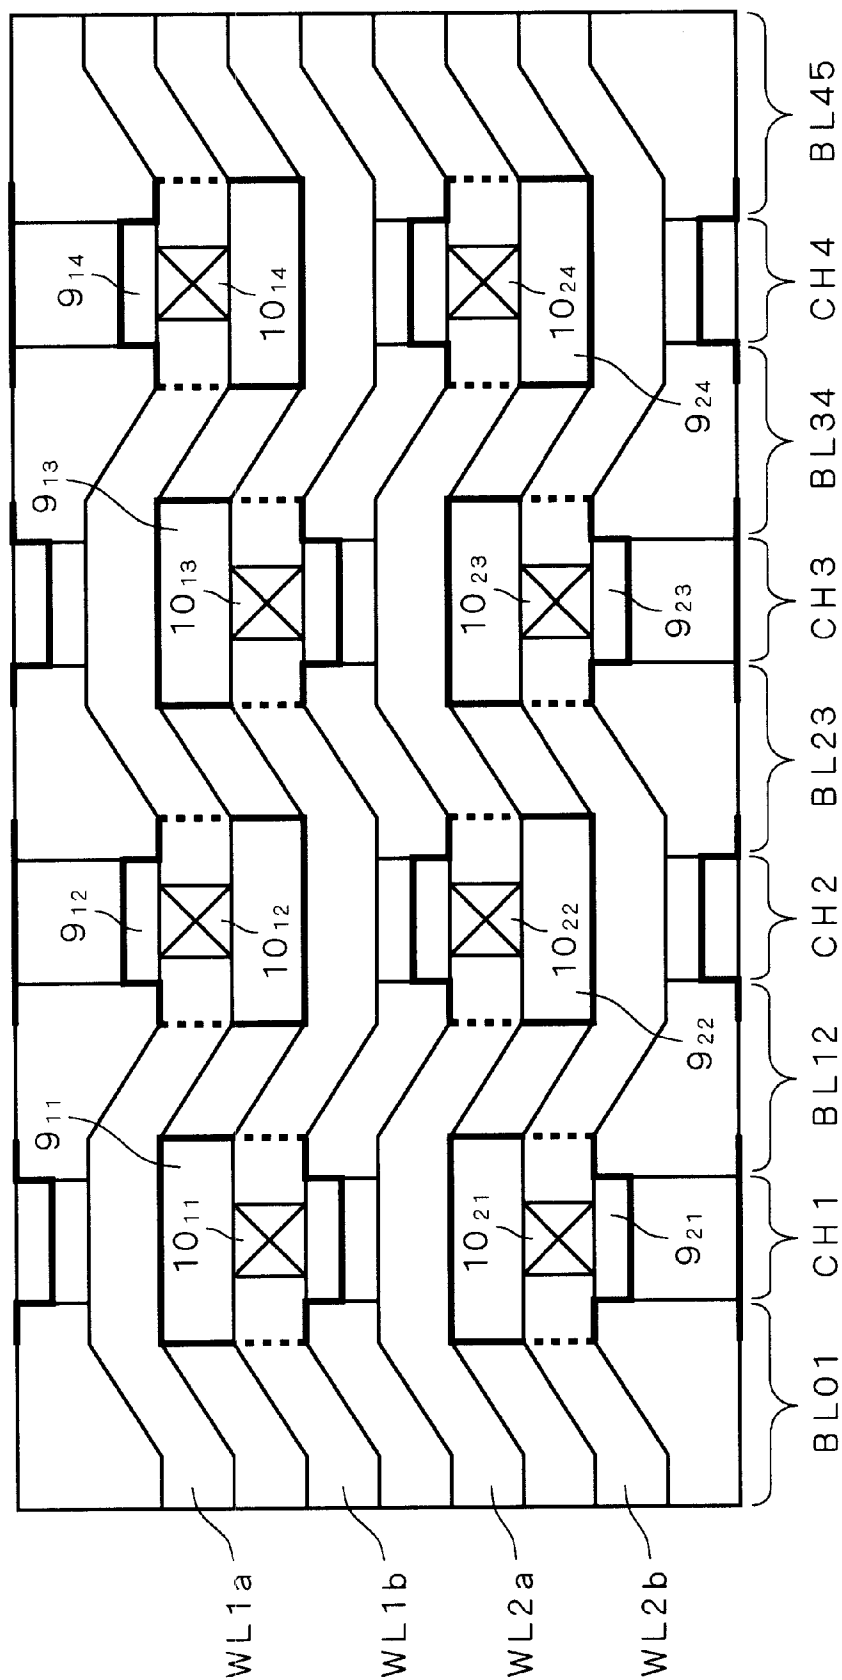 9₁₁
9₁₂
9₁₃
9₁₄
10₁₁
10₁₃
WL1a
10₁₂
10₁₄
WL1b
10₂₁
10₂₃
WL2a
10₂₂
10₂₄
WL2b
9₂₁
9₂₂
9₂₃
9₂₄
BL01
CH1
BL12
CH2
BL23
CH3
BL34
CH4
BL45